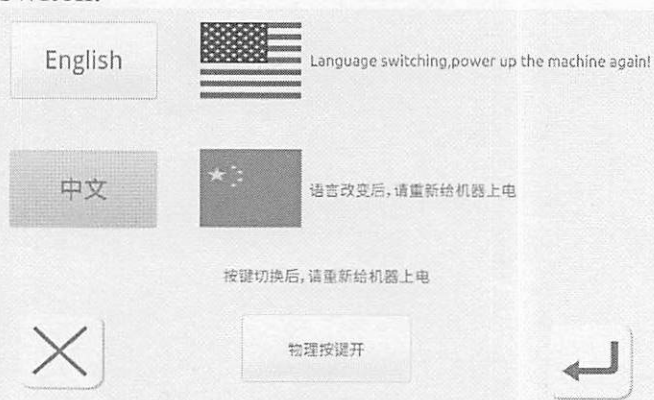 English
Language switching,power up the machine again!
中文
语言改变后,请重新给机器上电
按键切换后,请重新给机器上电
物理按键开